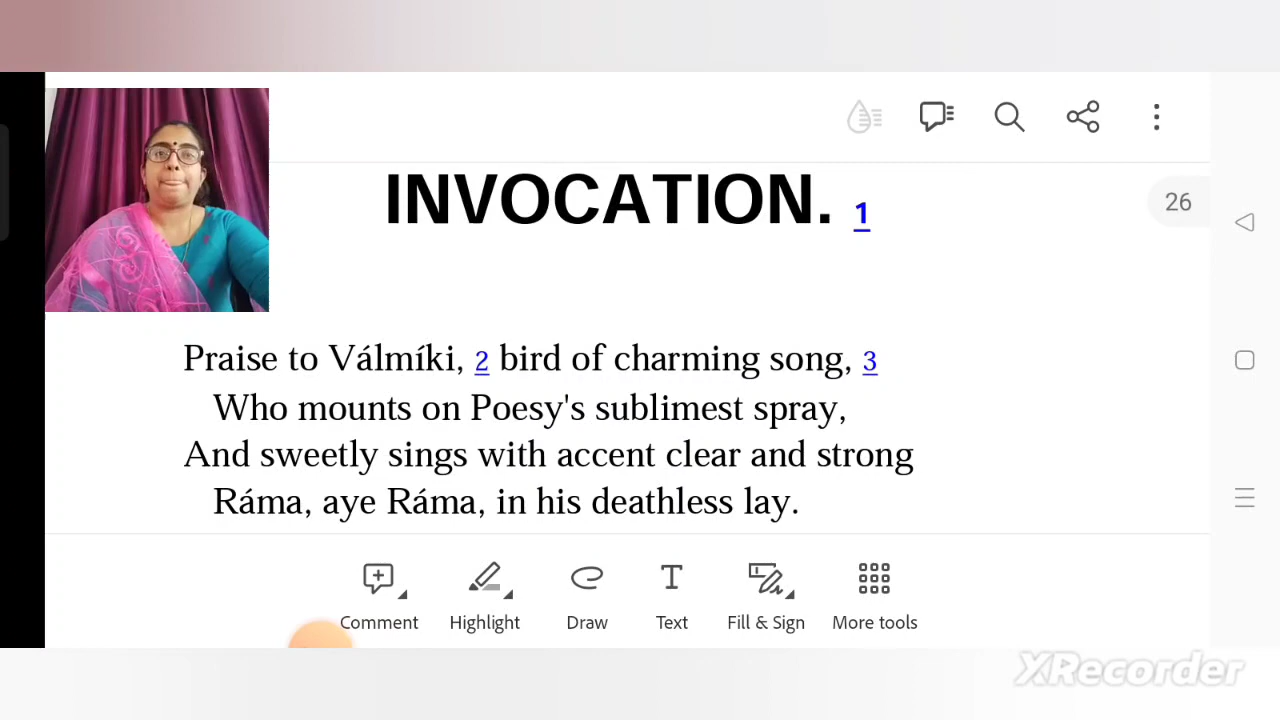 INVOCATION. 1
26
Praise to Válmíki, 2 bird of charming song, 3
Who mounts on Poesy's sublimest spray,
And sweetly sings with accent clear and strong
Ráma, aye Ráma, in his deathless lay.
Comment Highlight Draw Text Fill & Sign More tools
XRecorder